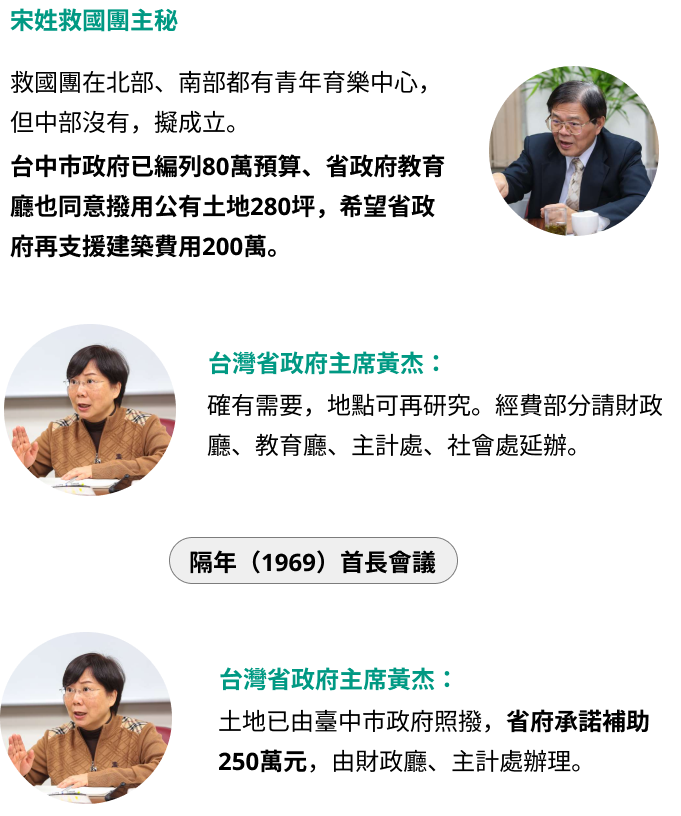 宋姓救國團主秘
救國團在北部、南部都有青年育樂中心，
但中部沒有，擬成立。
台中市政府已編列80萬預算、省政府教育
廳也同意撥用公有土地280坪，希望省政
府再支援建築費用200萬。
台灣省政府主席黃杰：
確有需要，地點可再研究。經費部分請財政
廳、教育廳、主計處、社會處延辦。
隔年（1969）首長會議
台灣省政府主席黃杰：
土地已由臺中市政府照撥，省府承諾補助
250萬元，由財政廳、主計處辦理。